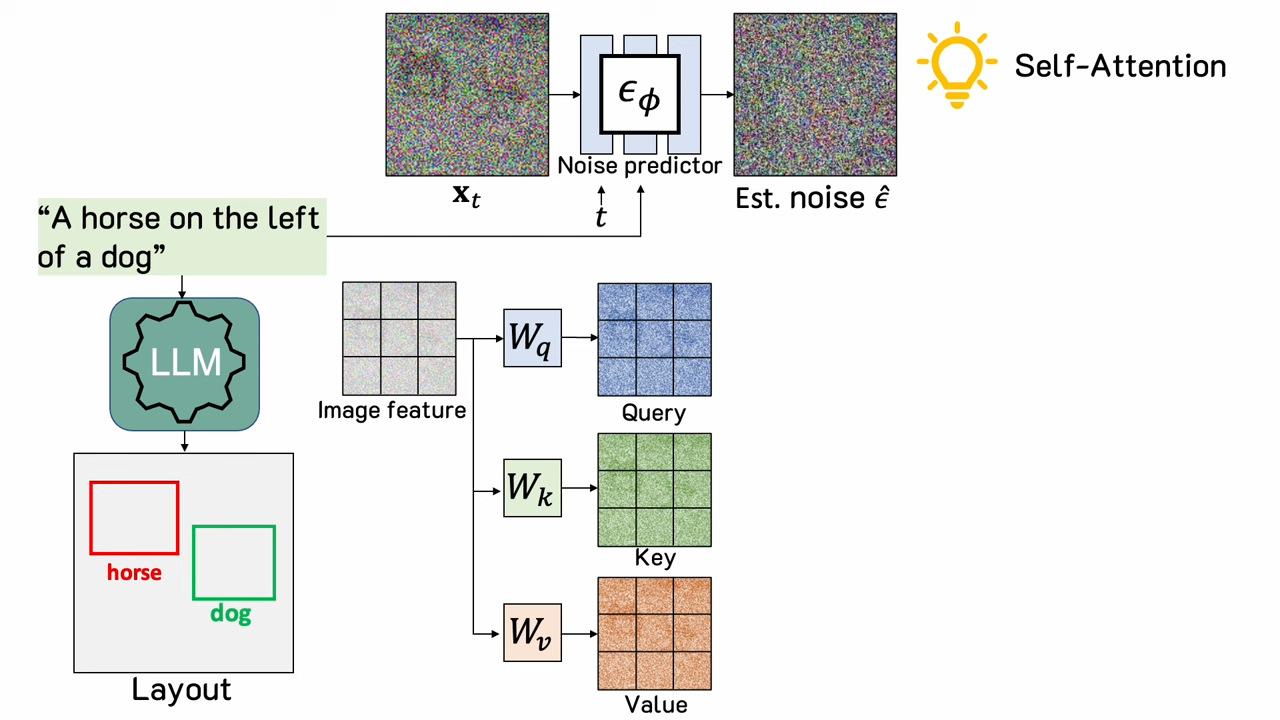 Self-Attention
ϵ_ϕ
Noise predictor
x_t
t
Est. noise ϵ̂
“A horse on the left
of a dog”
LLM
horse
dog
Layout
Image feature
W_q
Query
W_k
Key
W_v
Value